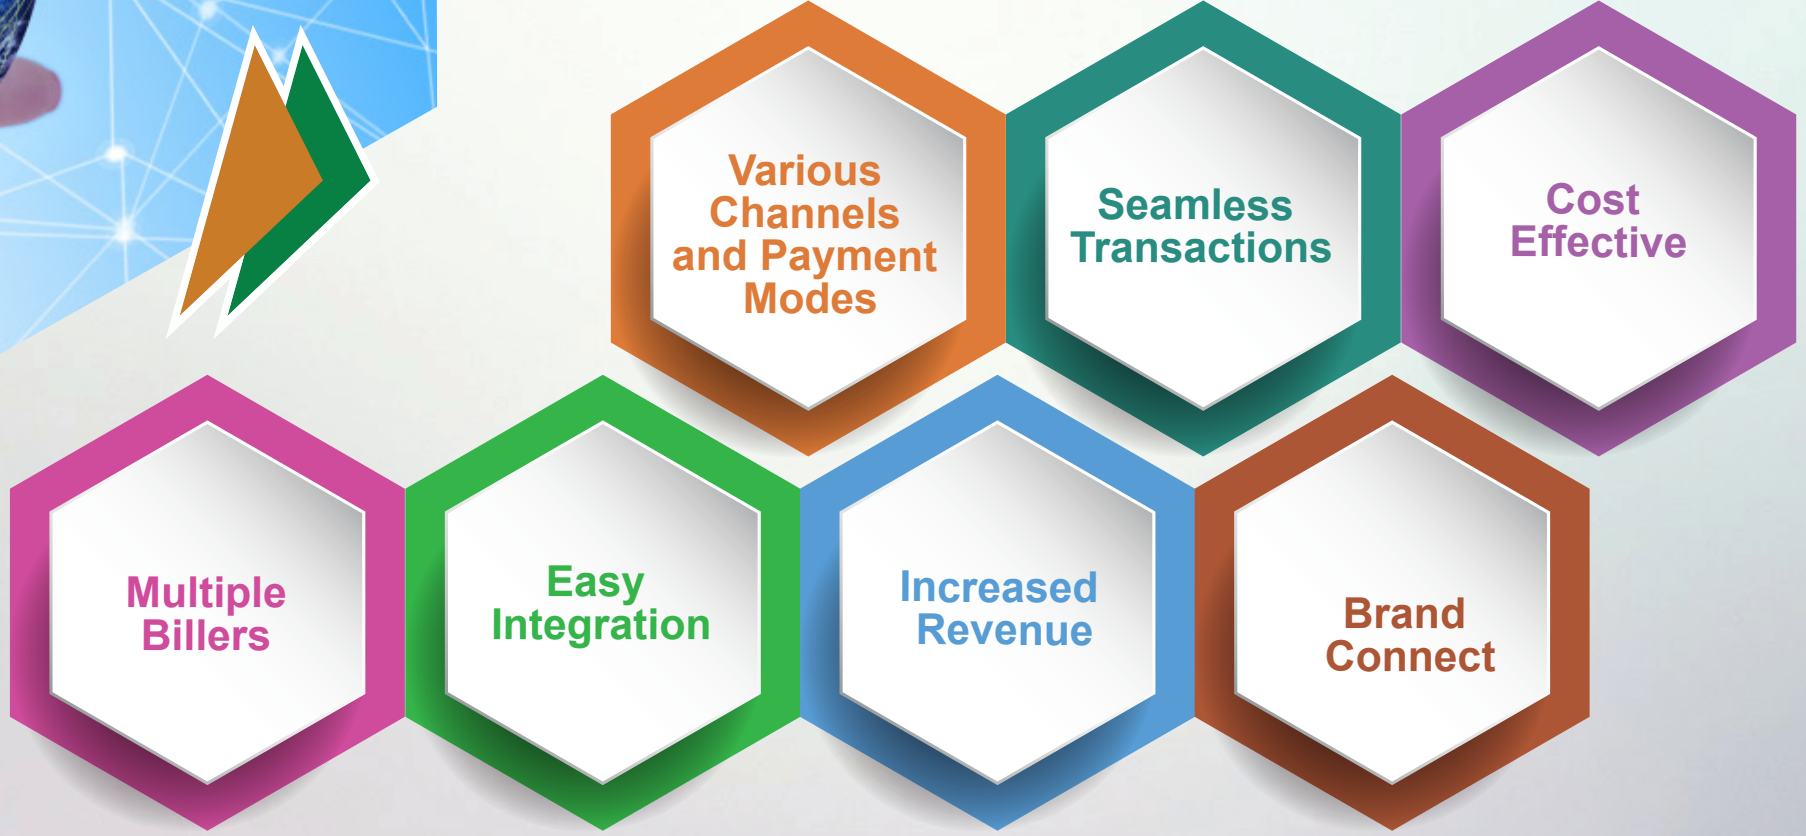 Various
Channels
and Payment
Modes
Seamless
Transactions
Cost
Effective
Multiple
Billers
Easy
Integration
Increased
Revenue
Brand
Connect